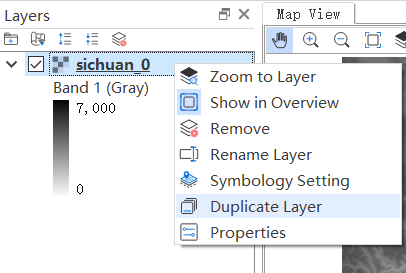 Layers
Map View
sichuan_0
Band 1 (Gray)
7,000
0
Zoom to Layer
Show in Overview
Remove
Rename Layer
Symbology Setting
Duplicate Layer
Properties